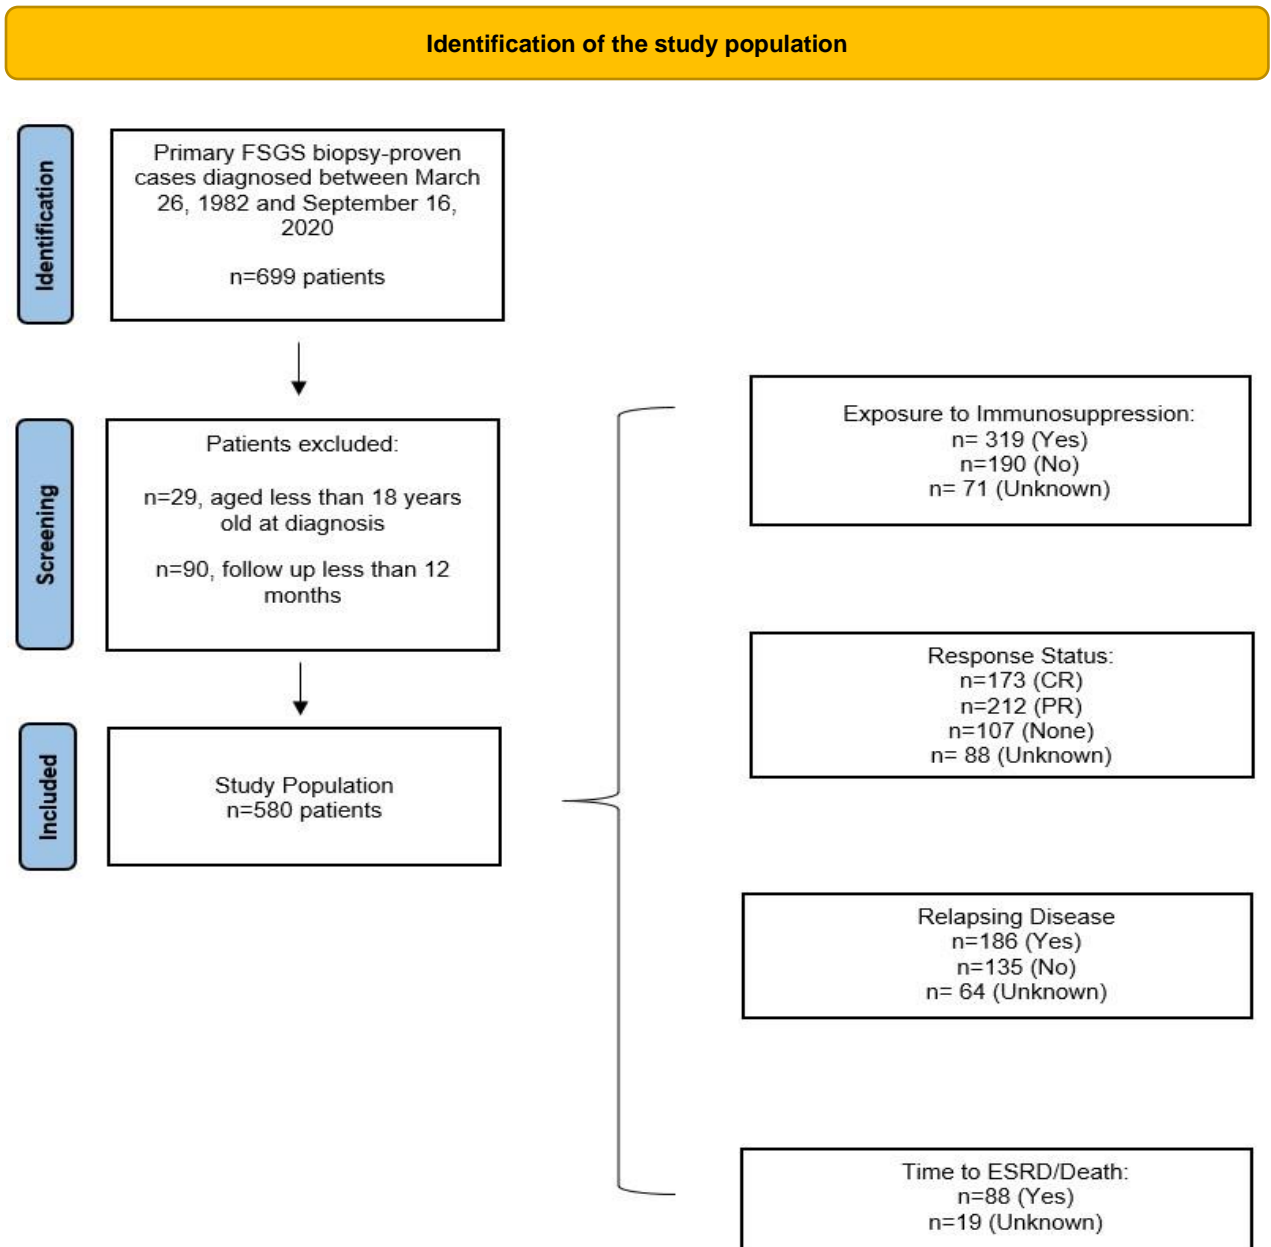 Identification of the study population
Identification
Primary FSGS biopsy-proven
cases diagnosed between March
26, 1982 and September 16,
2020
n=699 patients
Screening
Patients excluded:
n=29, aged less than 18 years
old at diagnosis
n=90, follow up less than 12
months
Included
Study Population
n=580 patients
Exposure to Immunosuppression:
n= 319 (Yes)
n=190 (No)
n= 71 (Unknown)
Response Status:
n=173 (CR)
n=212 (PR)
n=107 (None)
n= 88 (Unknown)
Relapsing Disease
n=186 (Yes)
n=135 (No)
n= 64 (Unknown)
Time to ESRD/Death:
n=88 (Yes)
n=19 (Unknown)